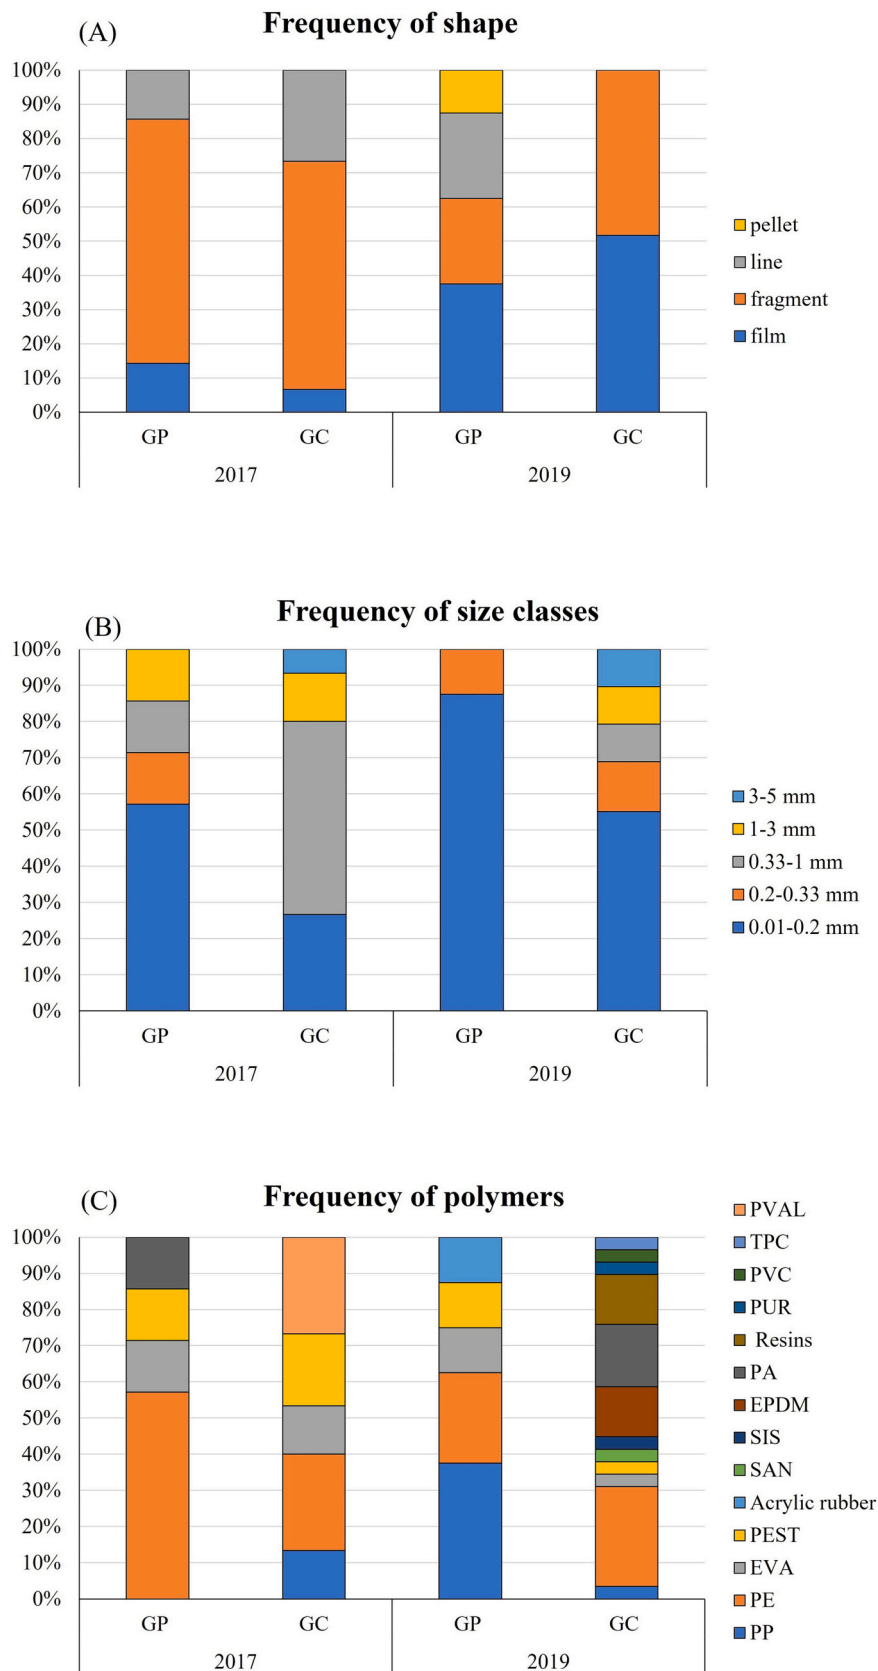 (A)
Frequency of shape
100%
90%
80%
70%
60%
50%
40%
30%
20%
10%
0%
GP
GC
GP
GC
2017
2019
pellet
line
fragment
film
(B)
Frequency of size classes
100%
90%
80%
70%
60%
50%
40%
30%
20%
10%
0%
GP
GC
GP
GC
2017
2019
3-5 mm
1-3 mm
0.33-1 mm
0.2-0.33 mm
0.01-0.2 mm
(C)
Frequency of polymers
100%
90%
80%
70%
60%
50%
40%
30%
20%
10%
0%
GP
GC
GP
GC
2017
2019
PVAL
TPC
PVC
PUR
Resins
PA
EPDM
SIS
SAN
Acrylic rubber
PEST
EVA
PE
PP